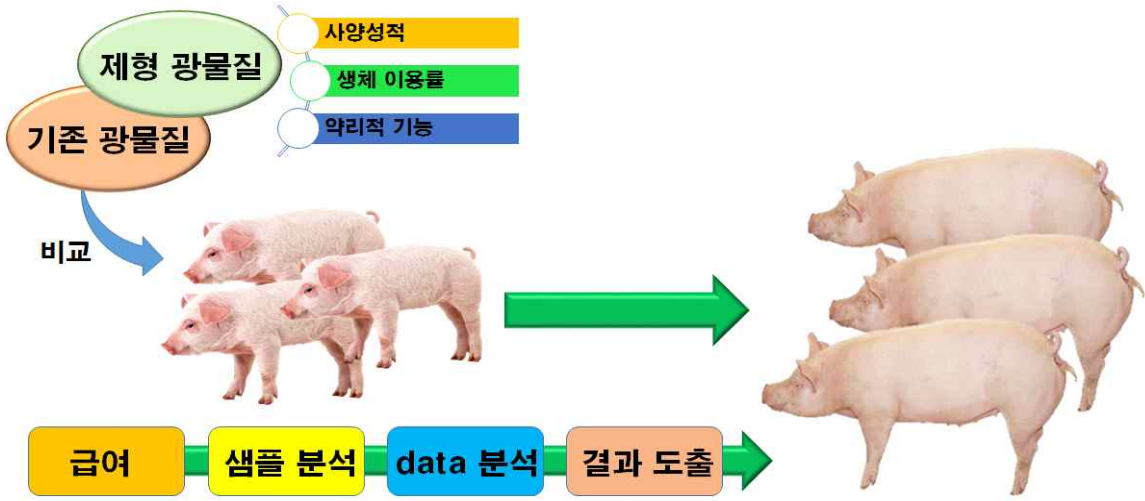 제형 광물질
기존 광물질
사양성적
생체 이용률
약리적 기능
비교
급여
샘플 분석
data 분석
결과 도출